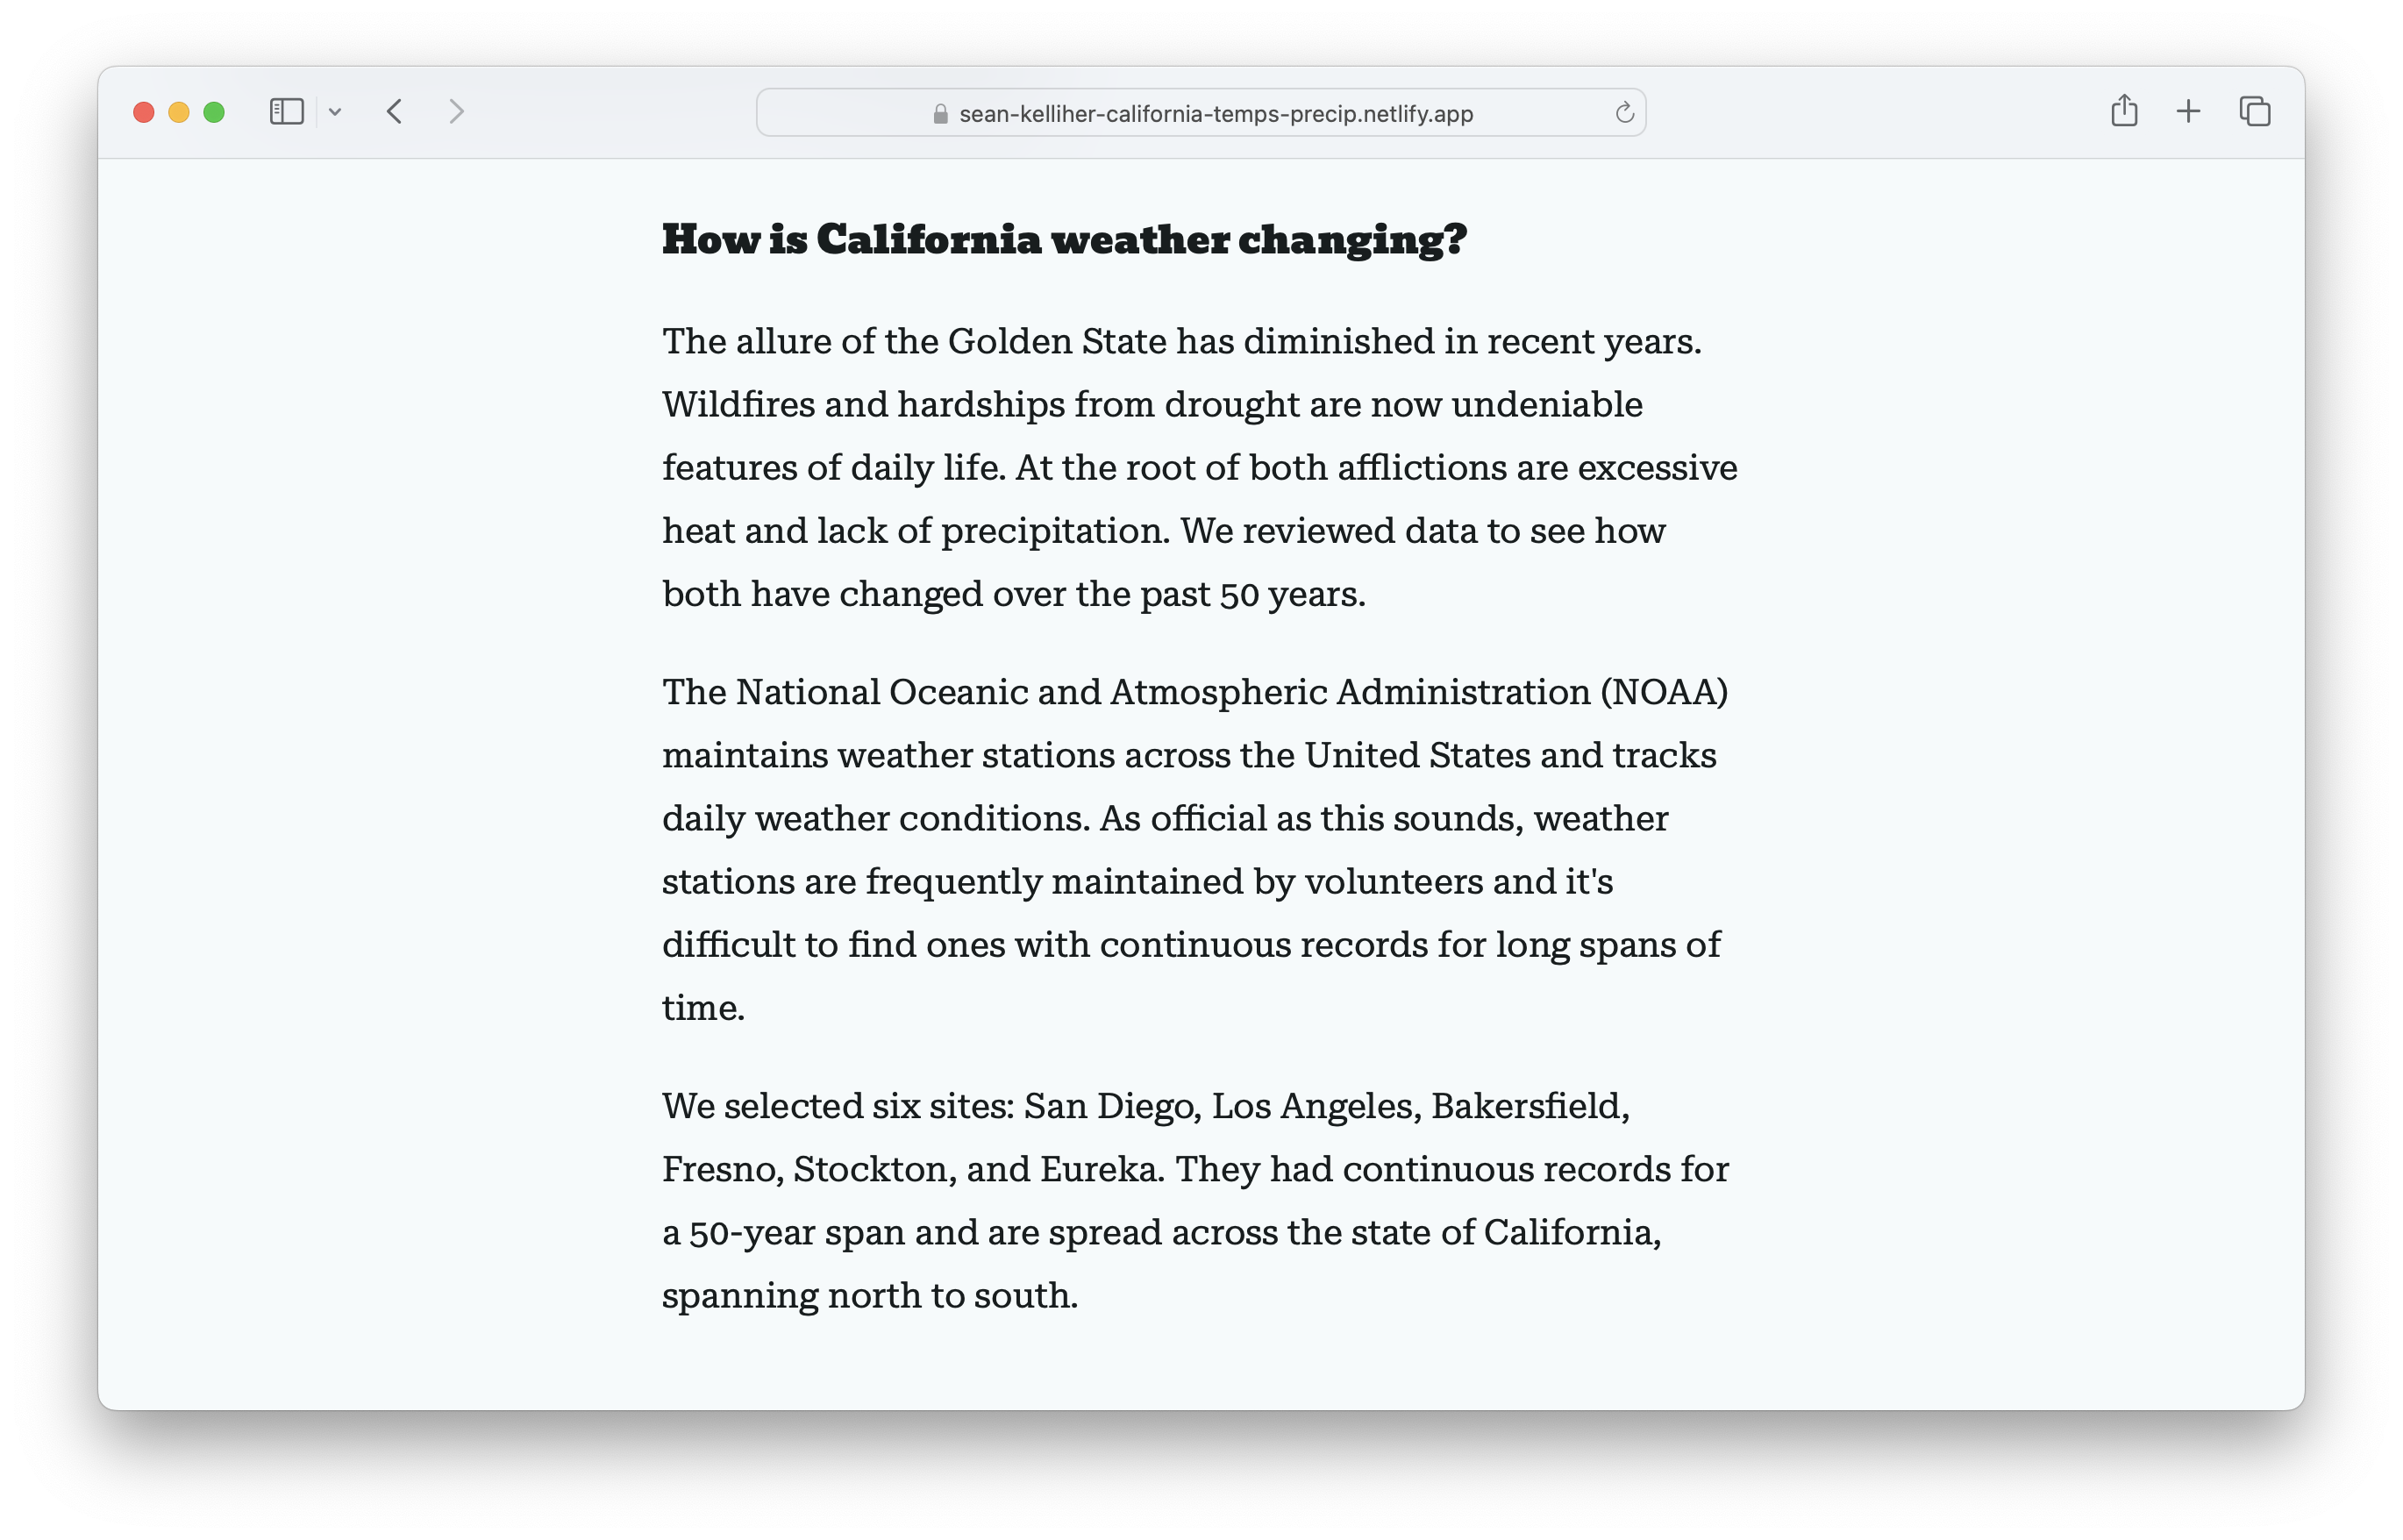 sean-kelliher-california-temps-precip.netlify.app
How is California weather changing?
The allure of the Golden State has diminished in recent years.
Wildfires and hardships from drought are now undeniable
features of daily life. At the root of both afflictions are excessive
heat and lack of precipitation. We reviewed data to see how
both have changed over the past 50 years.
The National Oceanic and Atmospheric Administration (NOAA)
maintains weather stations across the United States and tracks
daily weather conditions. As official as this sounds, weather
stations are frequently maintained by volunteers and it's
difficult to find ones with continuous records for long spans of
time.
We selected six sites: San Diego, Los Angeles, Bakersfield,
Fresno, Stockton, and Eureka. They had continuous records for
a 50-year span and are spread across the state of California,
spanning north to south.